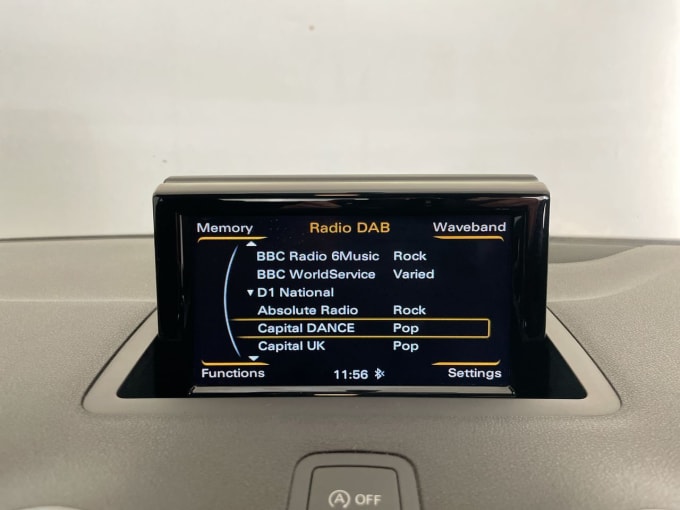 Memory Radio DAB Waveband
BBC Radio 6Music Rock
BBC WorldService Varied
▼ D1 National
Absolute Radio Rock
Capital DANCE Pop
Capital UK Pop
Functions 11:56 Settings
A OFF